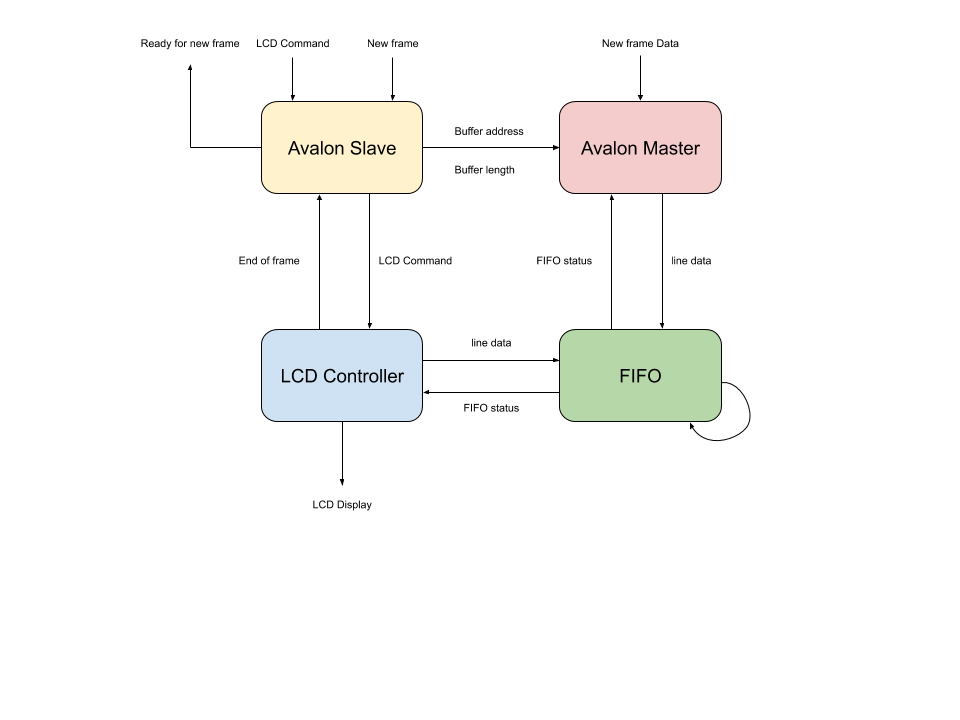 Ready for new frame
LCD Command
New frame
New frame Data
Avalon Slave
Buffer address
Buffer length
Avalon Master
End of frame
LCD Command
FIFO status
line data
LCD Controller
line data
FIFO status
FIFO
LCD Display